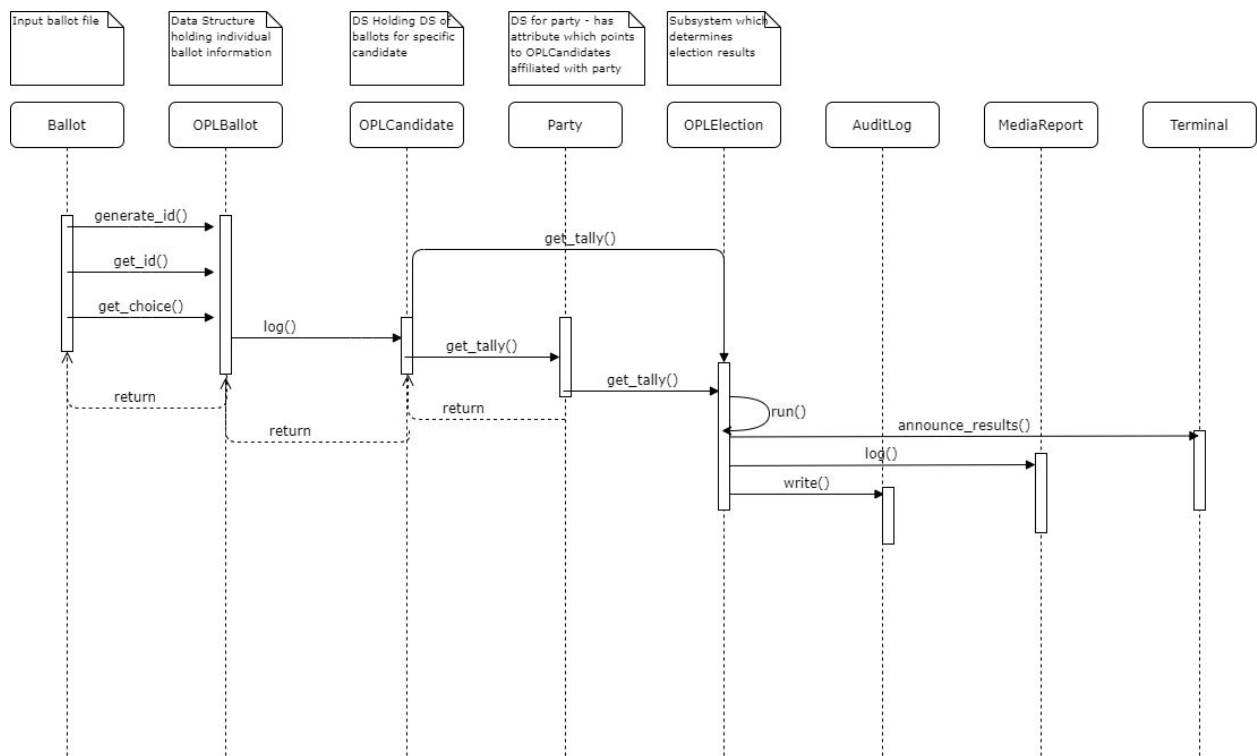 Input ballot file
Data Structure
holding individual
ballot information
DS Holding DS of
ballots for specific
candidate
DS for party - has
attribute which points
to OPLCandidates
affiliated with party
Subsystem which
determines
election results
Ballot
OPLBallot
OPLCandidate
Party
OPLElection
AuditLog
MediaReport
Terminal
generate_id()
get_tally()
get_id()
get_choice()
log()
get_tally()
get_tally()
return
return
run()
return
announce_results()
log()
write()